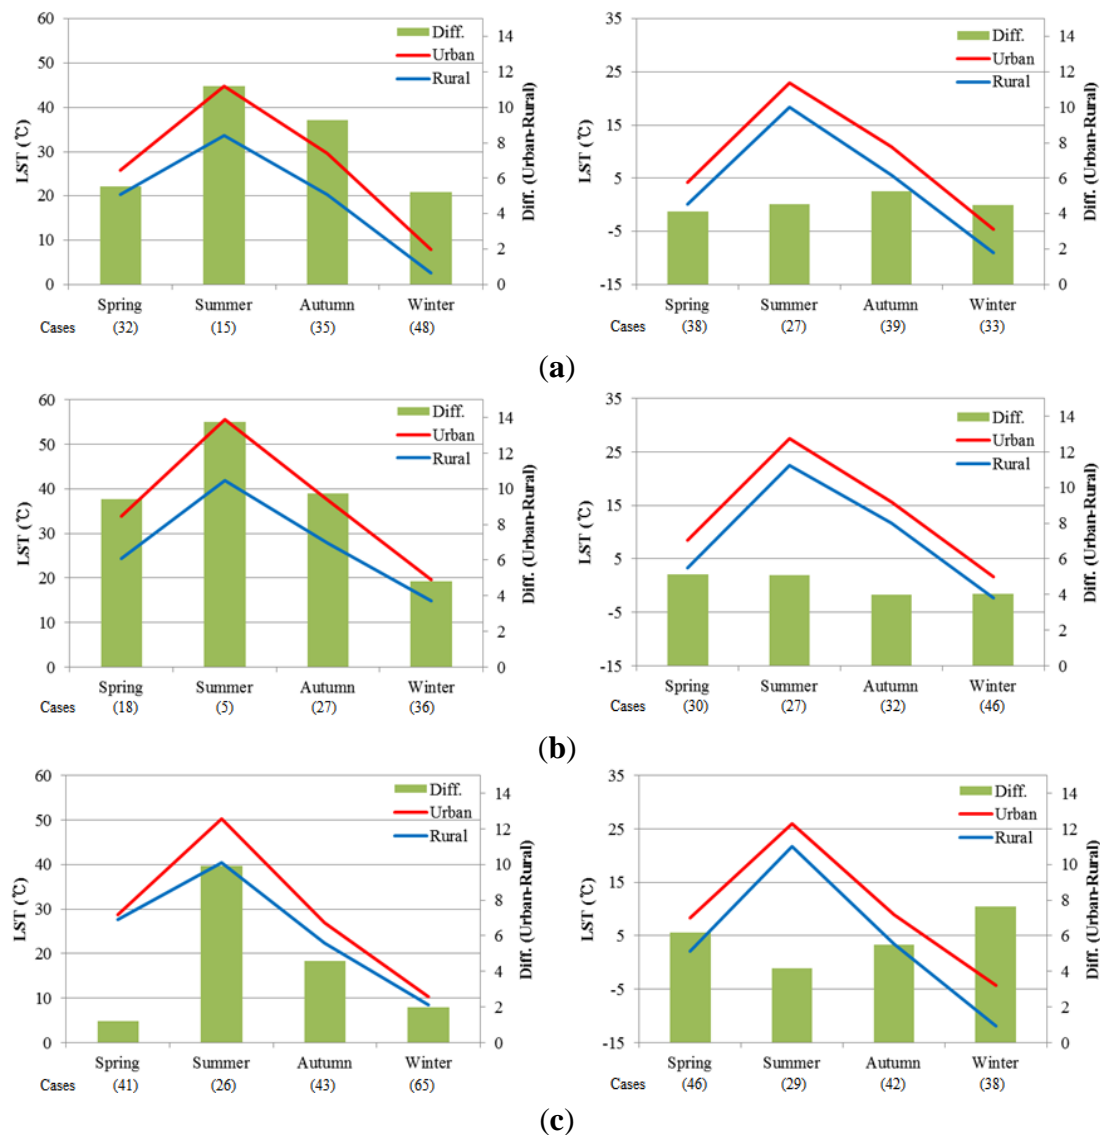 60
50
40
30
20
10
0
LST (℃)
14
12
10
8
6
4
2
0
Diff. (Urban-Rural)
Diff.
Urban
Rural
Spring Summer Autumn Winter
Cases (32) (15) (35) (48)
35
25
15
5
-5
-15
LST (℃)
14
12
10
8
6
4
2
0
Diff. (Urban-Rural)
Diff.
Urban
Rural
Spring Summer Autumn Winter
Cases (38) (27) (39) (33)
(a)
60
50
40
30
20
10
0
LST (℃)
14
12
10
8
6
4
2
0
Diff. (Urban-Rural)
Diff.
Urban
Rural
Spring Summer Autumn Winter
Cases (18) (5) (27) (36)
35
25
15
5
-5
-15
LST (℃)
14
12
10
8
6
4
2
0
Diff. (Urban-Rural)
Diff.
Urban
Rural
Spring Summer Autumn Winter
Cases (30) (27) (32) (46)
(b)
60
50
40
30
20
10
0
LST (℃)
14
12
10
8
6
4
2
0
Diff. (Urban-Rural)
Diff.
Urban
Rural
Spring Summer Autumn Winter
Cases (41) (26) (43) (65)
35
25
15
5
-5
-15
LST (℃)
14
12
10
8
6
4
2
0
Diff. (Urban-Rural)
Diff.
Urban
Rural
Spring Summer Autumn Winter
Cases (46) (29) (42) (38)
(c)